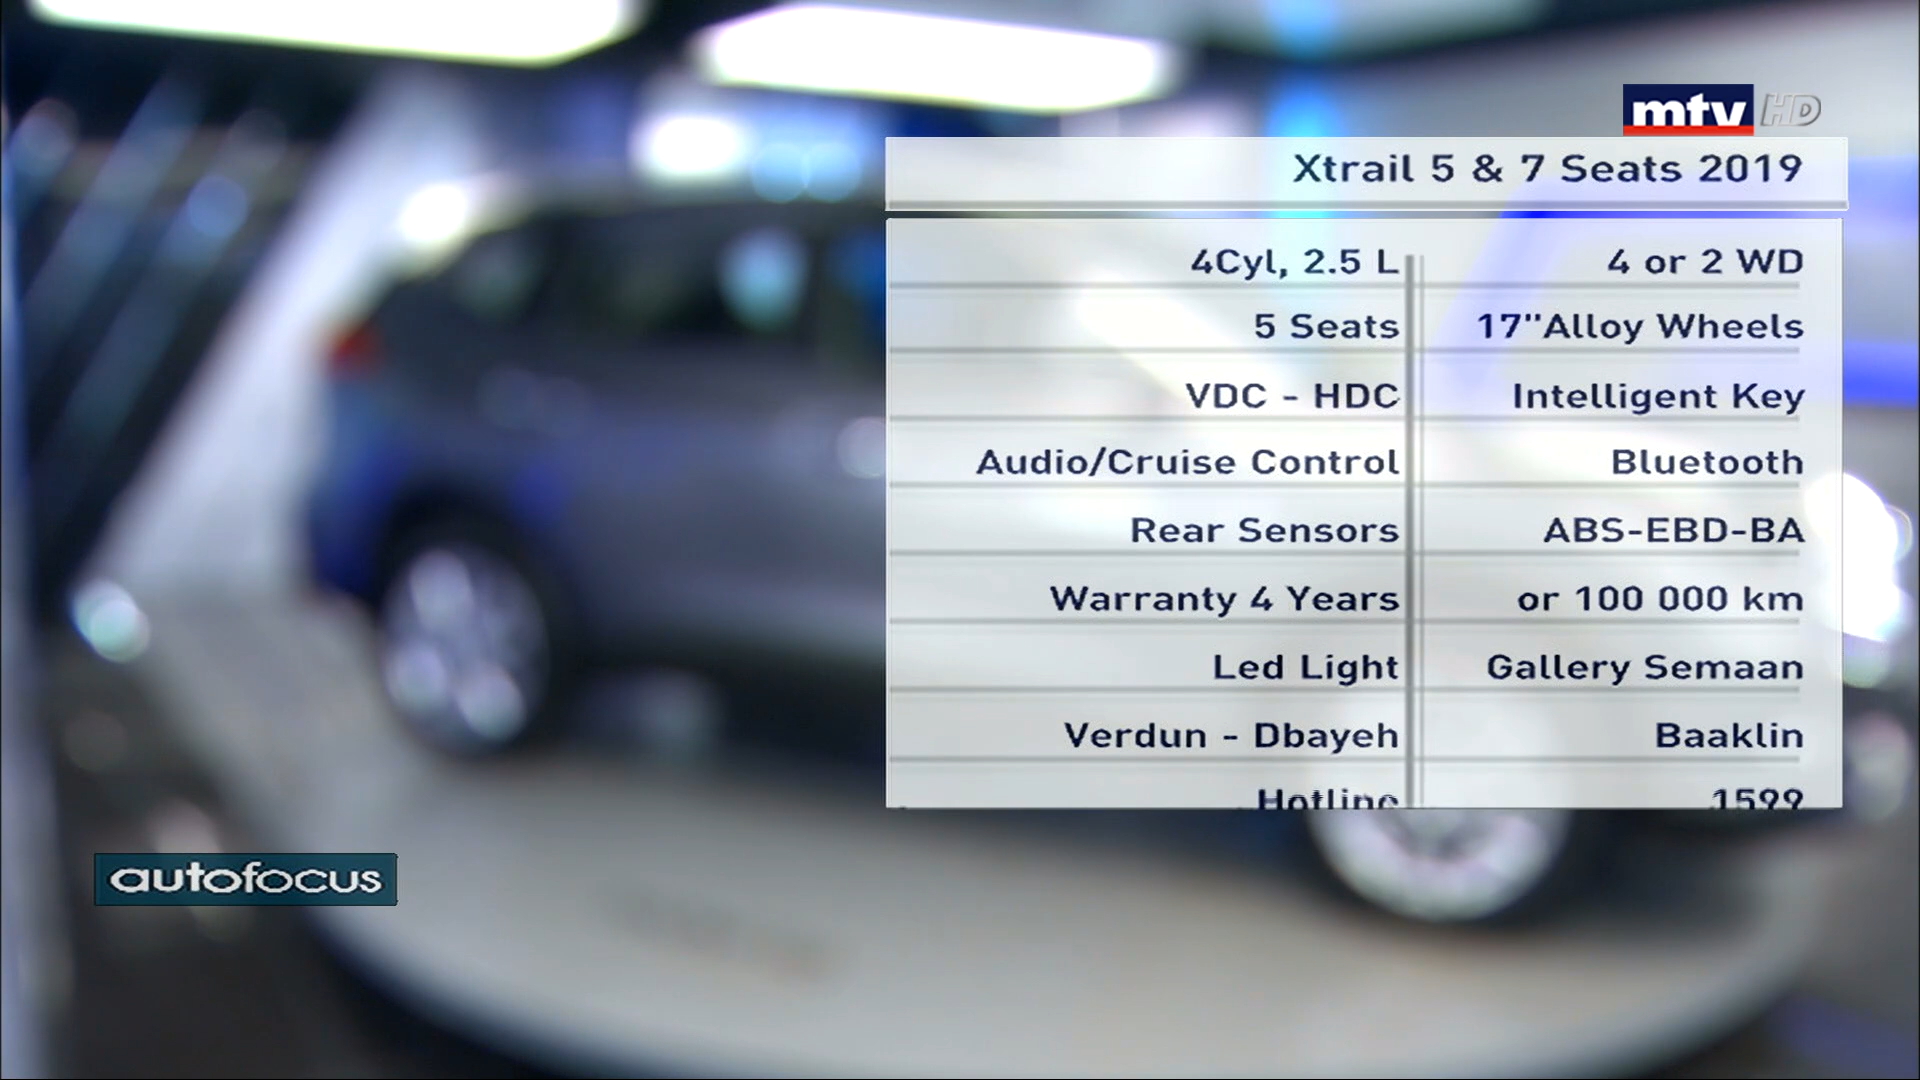 mtv HD
Xtrail 5 & 7 Seats 2019
4Cyl, 2.5 L 4 or 2 WD
5 Seats 17"Alloy Wheels
VDC - HDC Intelligent Key
Audio/Cruise Control Bluetooth
Rear Sensors ABS-EBD-BA
Warranty 4 Years or 100 000 km
Led Light Gallery Semaan
Verdun - Dbayeh Baaklin
Hotline 1599
autofocus